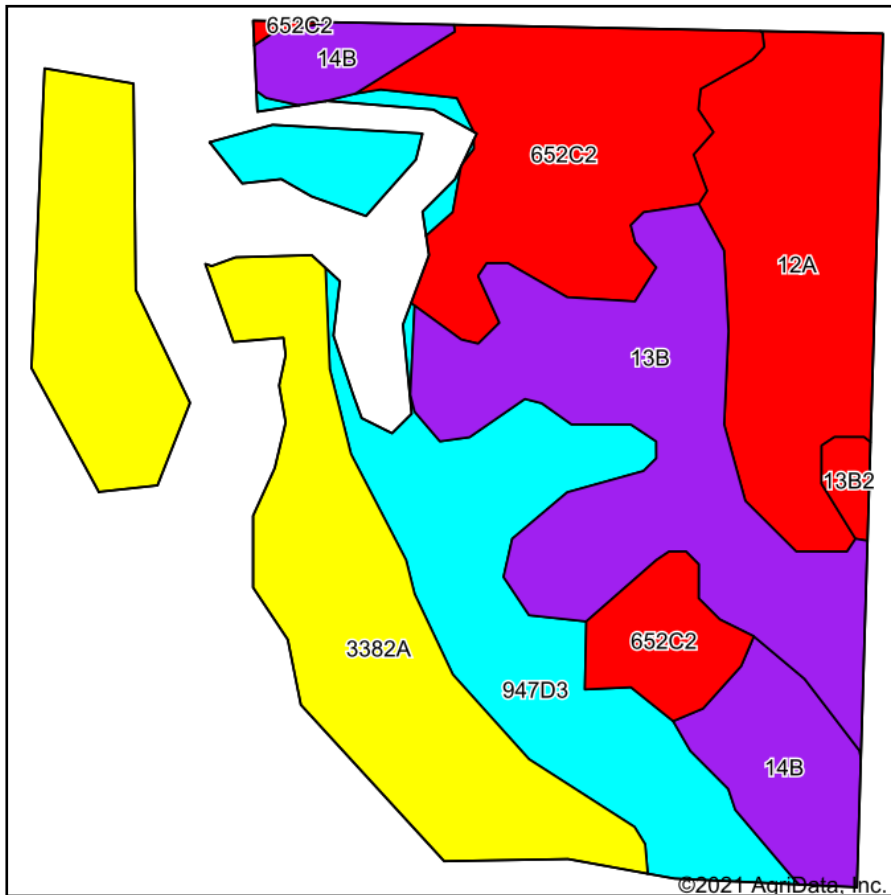 652C2
14B
652C2
12A
13B
13B2
652C2
3382A
947D3
14B
©2021 AgriData, Inc.